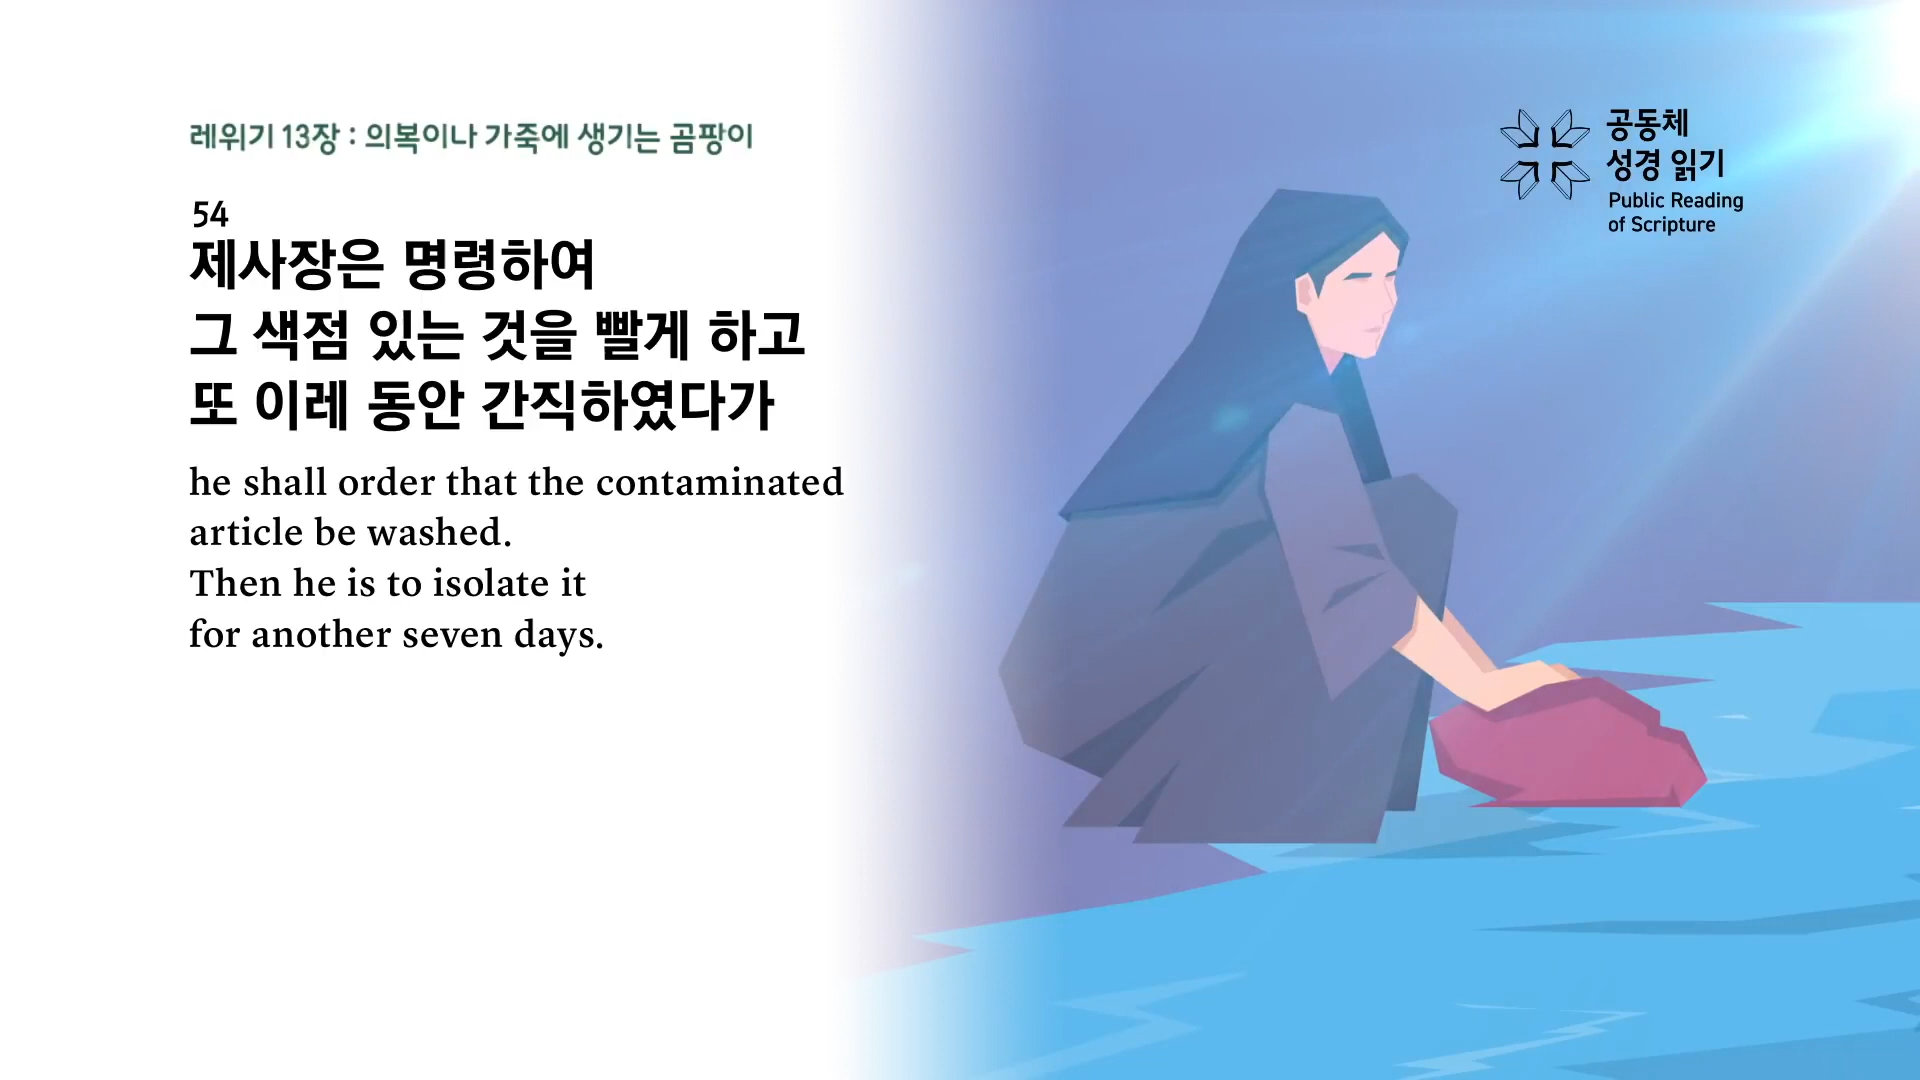 레위기 13장 : 의복이나 가죽에 생기는 곰팡이
54
제사장은 명령하여
그 색점 있는 것을 빨게 하고
또 이레 동안 간직하였다가
he shall order that the contaminated
article be washed.
Then he is to isolate it
for another seven days.
공동체
성경 읽기
Public Reading
of Scripture